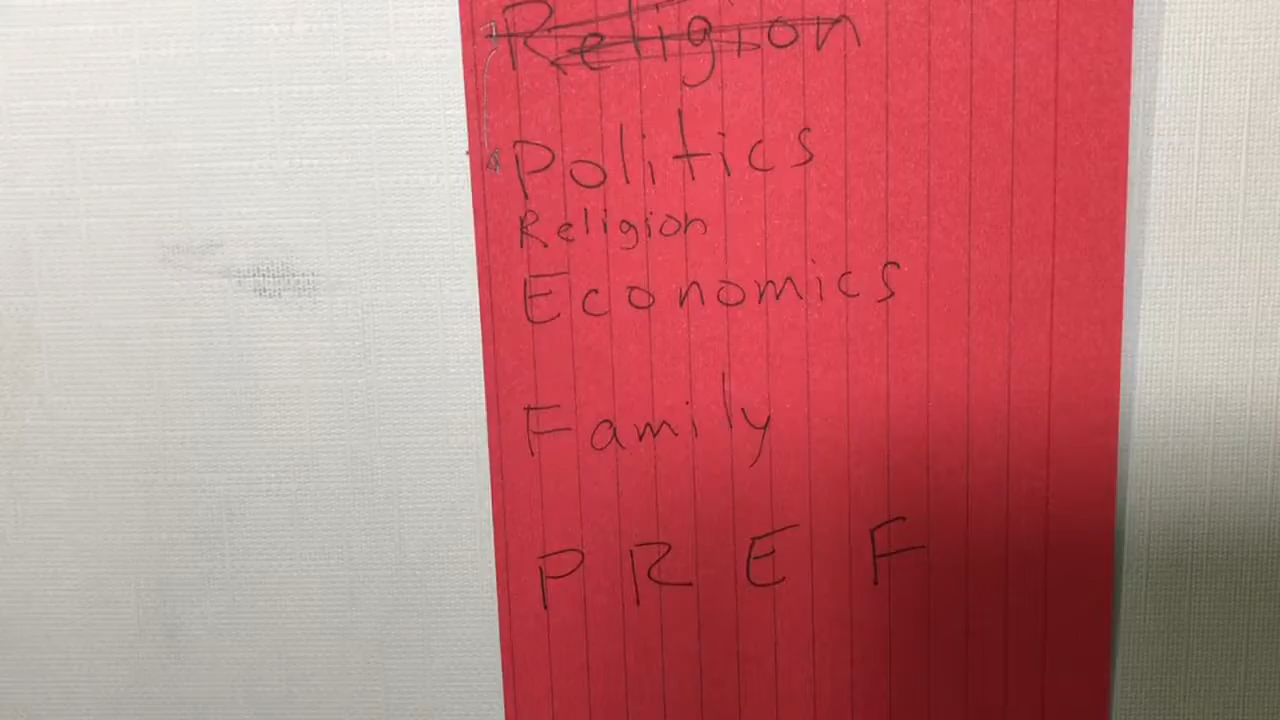 Religion
Politics
Religion
Economics
Family
P R E F